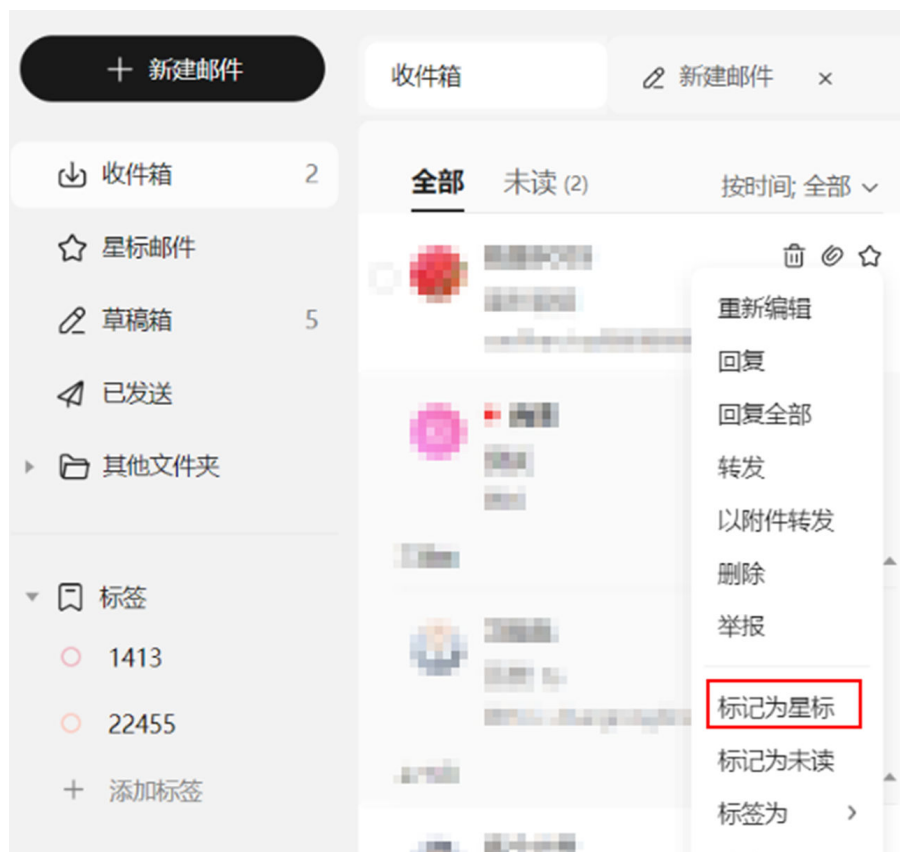 新建邮件
收件箱 2
星标邮件
草稿箱 5
已发送
其他文件夹
标签
1413
22455
添加标签
收件箱
新建邮件
全部
未读 (2)
按时间; 全部
重新编辑
回复
回复全部
转发
以附件转发
删除
举报
标记为星标
标记为未读
标签为